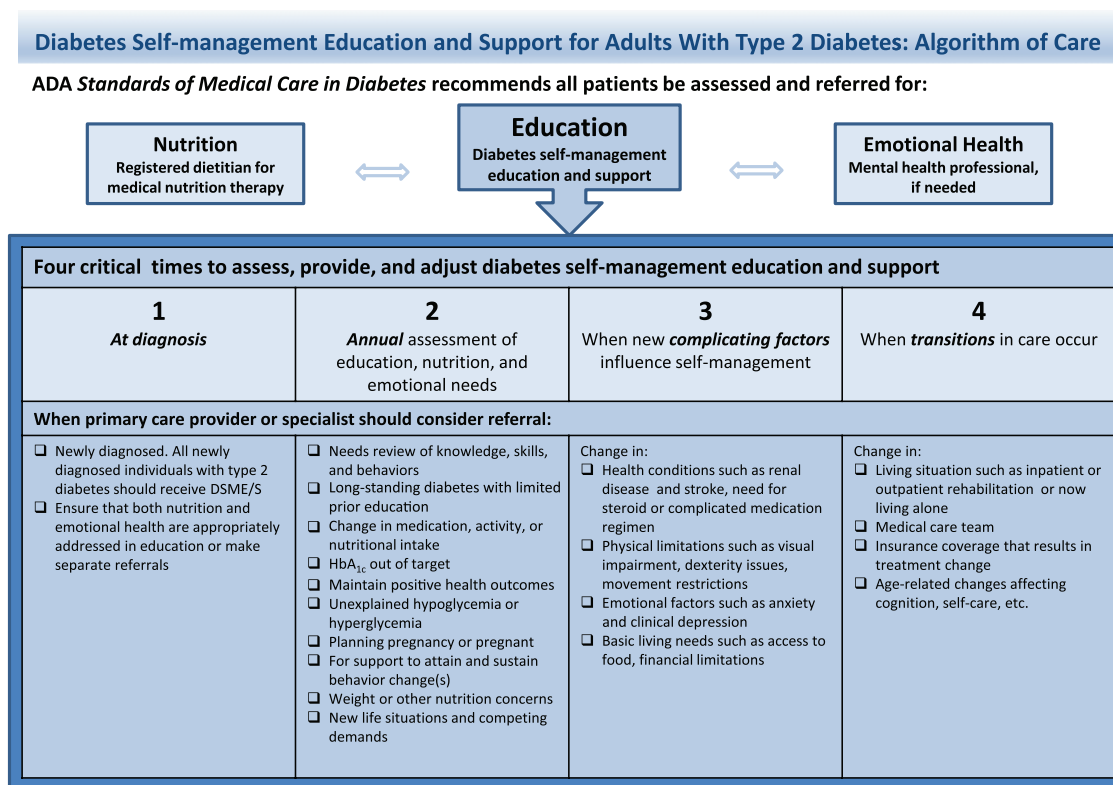 Diabetes Self-management Education and Support for Adults With Type 2 Diabetes: Algorithm of Care
ADA Standards of Medical Care in Diabetes recommends all patients be assessed and referred for:
Nutrition
Registered dietitian for
medical nutrition therapy
Education
Diabetes self-management
education and support
Emotional Health
Mental health professional,
if needed
Four critical times to assess, provide, and adjust diabetes self-management education and support
1
At diagnosis
2
Annual assessment of
education, nutrition, and
emotional needs
3
When new complicating factors
influence self-management
4
When transitions in care occur
When primary care provider or specialist should consider referral:
❑ Newly diagnosed. All newly
diagnosed individuals with type 2
diabetes should receive DSME/S
❑ Ensure that both nutrition and
emotional health are appropriately
addressed in education or make
separate referrals
❑ Needs review of knowledge, skills,
and behaviors
❑ Long-standing diabetes with limited
prior education
❑ Change in medication, activity, or
nutritional intake
❑ HbA1c out of target
❑ Maintain positive health outcomes
❑ Unexplained hypoglycemia or
hyperglycemia
❑ Planning pregnancy or pregnant
❑ For support to attain and sustain
behavior change(s)
❑ Weight or other nutrition concerns
❑ New life situations and competing
demands
Change in:
❑ Health conditions such as renal
disease and stroke, need for
steroid or complicated medication
regimen
❑ Physical limitations such as visual
impairment, dexterity issues,
movement restrictions
❑ Emotional factors such as anxiety
and clinical depression
❑ Basic living needs such as access to
food, financial limitations
Change in:
❑ Living situation such as inpatient or
outpatient rehabilitation or now
living alone
❑ Medical care team
❑ Insurance coverage that results in
treatment change
❑ Age-related changes affecting
cognition, self-care, etc.